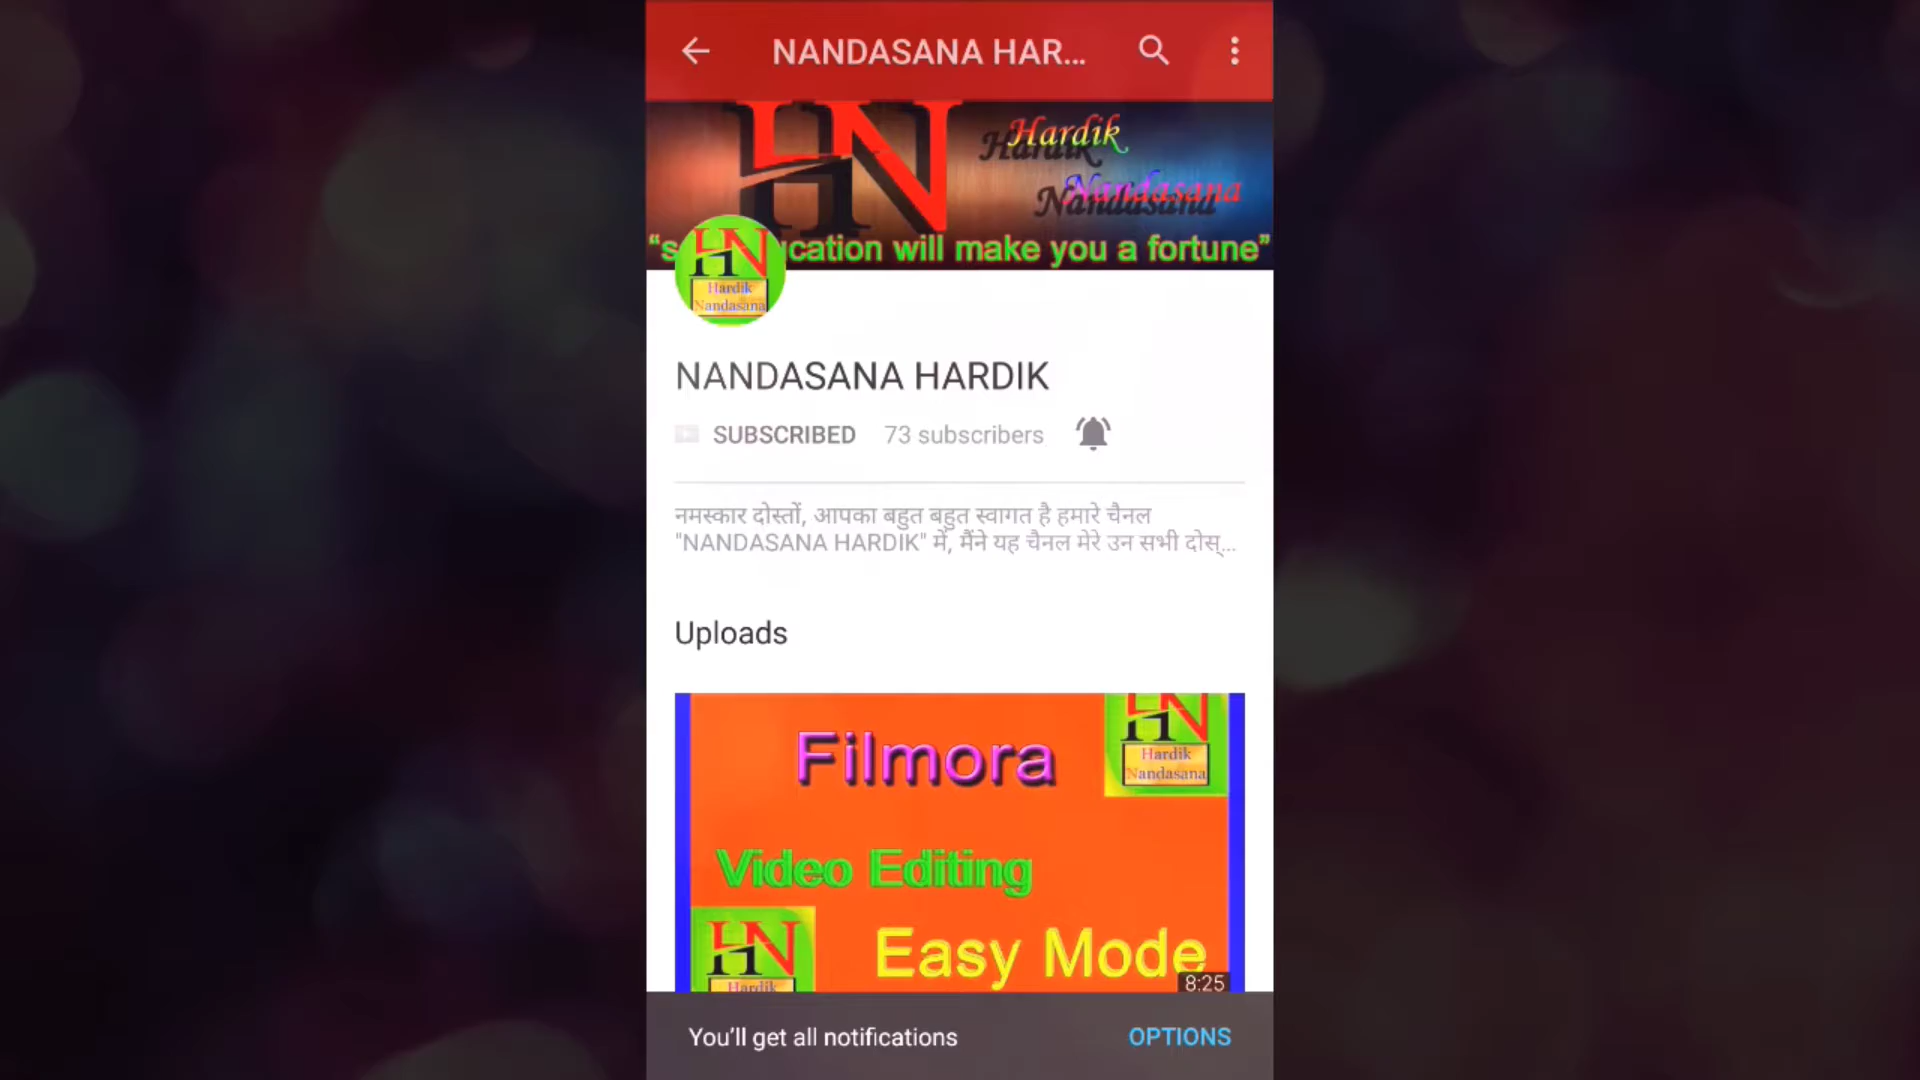 NANDASANA HAR...
HN
Hardik
Nandasana
ucation will make you a fortune”
HN
Hardik
Nandasana
NANDASANA HARDIK
SUBSCRIBED 73 subscribers
नमस्कार दोस्तों, आपका बहुत बहुत स्वागत है हमारे चैनल
"NANDASANA HARDIK" में, मैंने यह चैनल मेरे उन सभी दोस्...
Uploads
HN
Hardik
Nandasana
Filmora
Video Editing
HN
Hardik
Easy Mode
8:25
You’ll get all notifications OPTIONS